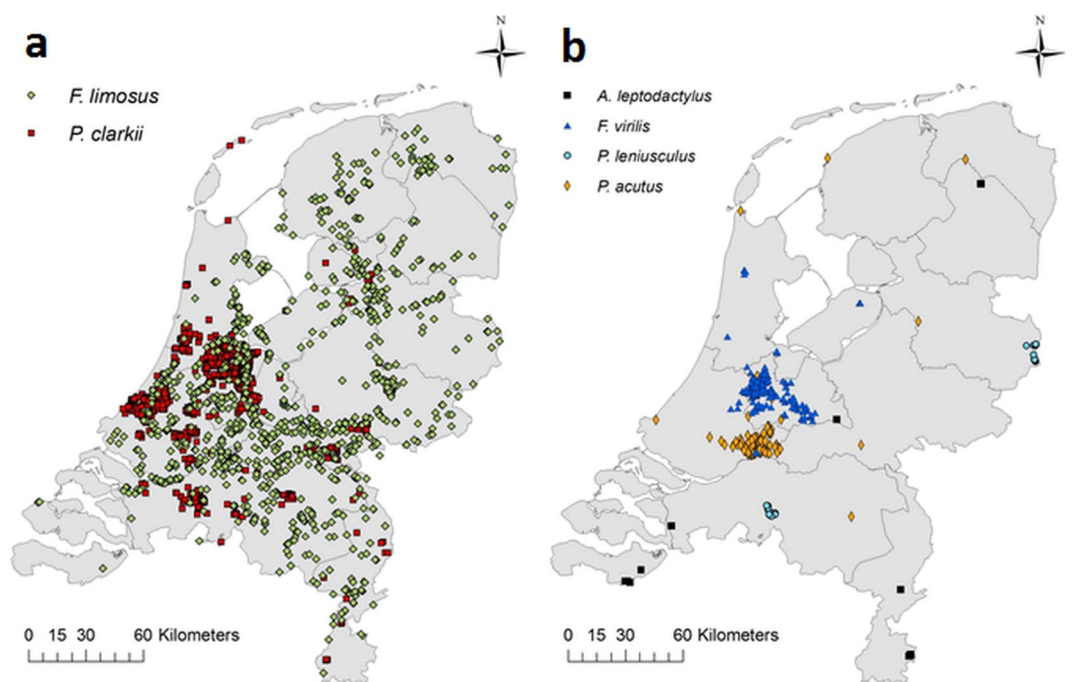 a
N
F. limosus
P. clarkii
0 15 30 60 Kilometers
b
N
A. leptodactylus
F. virilis
P. leniusculus
P. acutus
0 15 30 60 Kilometers